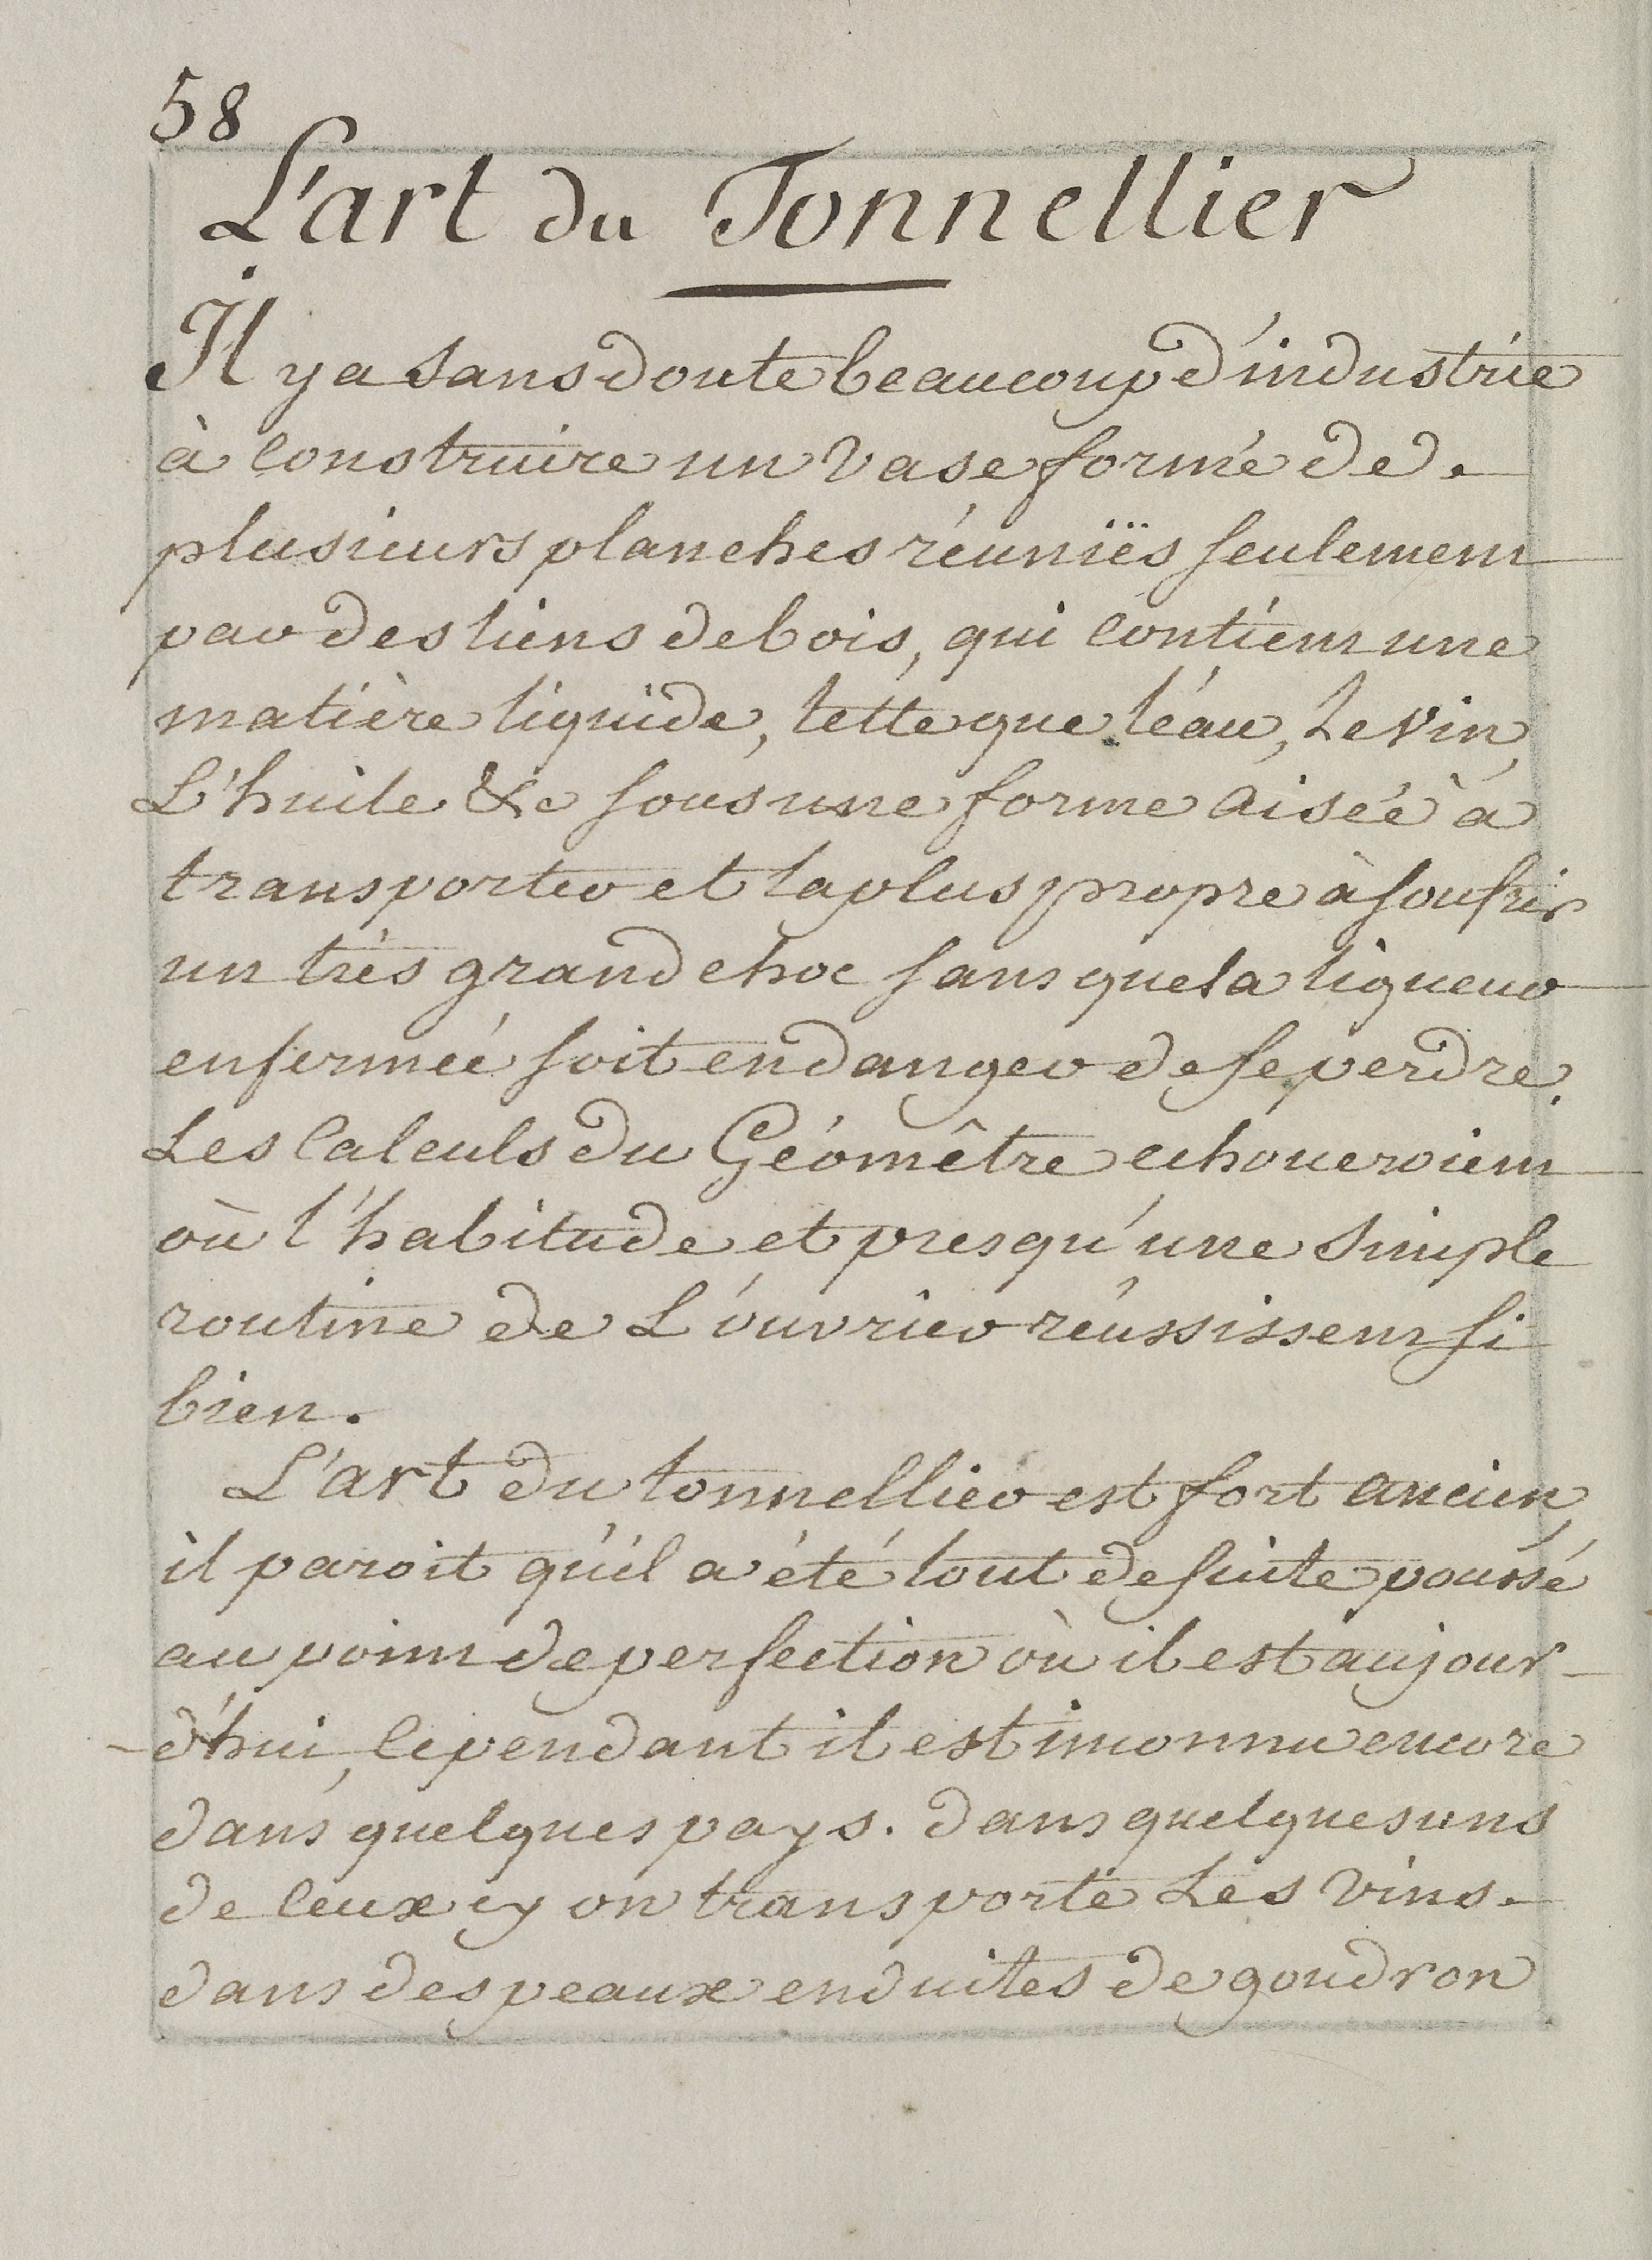 58
L'art du Tonnellier
Il y a sans doute beaucoup d'industrie
à construire un vase formé de
plusieurs planches réuniës seulement
par des liens de bois, qui contient une
matière liquide, telle que l'éau, Le vin,
L'huile &c sous une forme aisée à
transporter et la plus propre à soufrir
un très grand choc sans que la liqueur
enfermée soit en danger de se perdre.
Les Calculs du Géomêtre echoueroient
où l'habitude et presqu'une simple
routine de L'ouvrier réussissent si
bien.
L'art du tonnellier est fort ancien,
il paroit qu'il a été tout de suite poussé
au point de perfection où il est aujour-
-d'hui, Cependant il est inconnu encore
dans quelques pays. dans quelques uns
de Ceux cy on transporte Les Vins
dans des peaux enduites de goudron